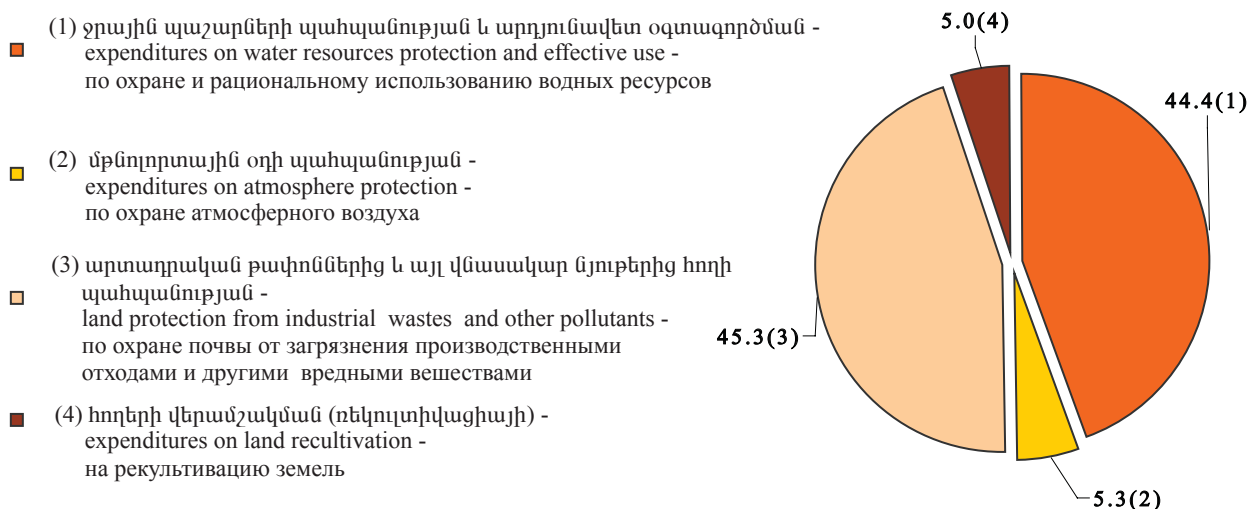 (1) ջրային պաշարների պահպանության և արդյունավետ օգտագործման -
expenditures on water resources protection and effective use -
по охране и рациональному использованию водных ресурсов
(2) մթնոլորտային օդի պահպանության -
expenditures on atmosphere protection -
по охране атмосферного воздуха
(3) արտադրական թափոններից և այլ վնասակար նյութերից հողի
պահպանության -
land protection from industrial wastes and other pollutants -
по охране почвы от загрязнения производственными
отходами и другими вредными вешествами
(4) հողերի վերամշակման (ռեկուլտիվացիայի) -
expenditures on land recultivation -
на рекультивацию земель
5.0(4)
44.4(1)
45.3(3)
5.3(2)